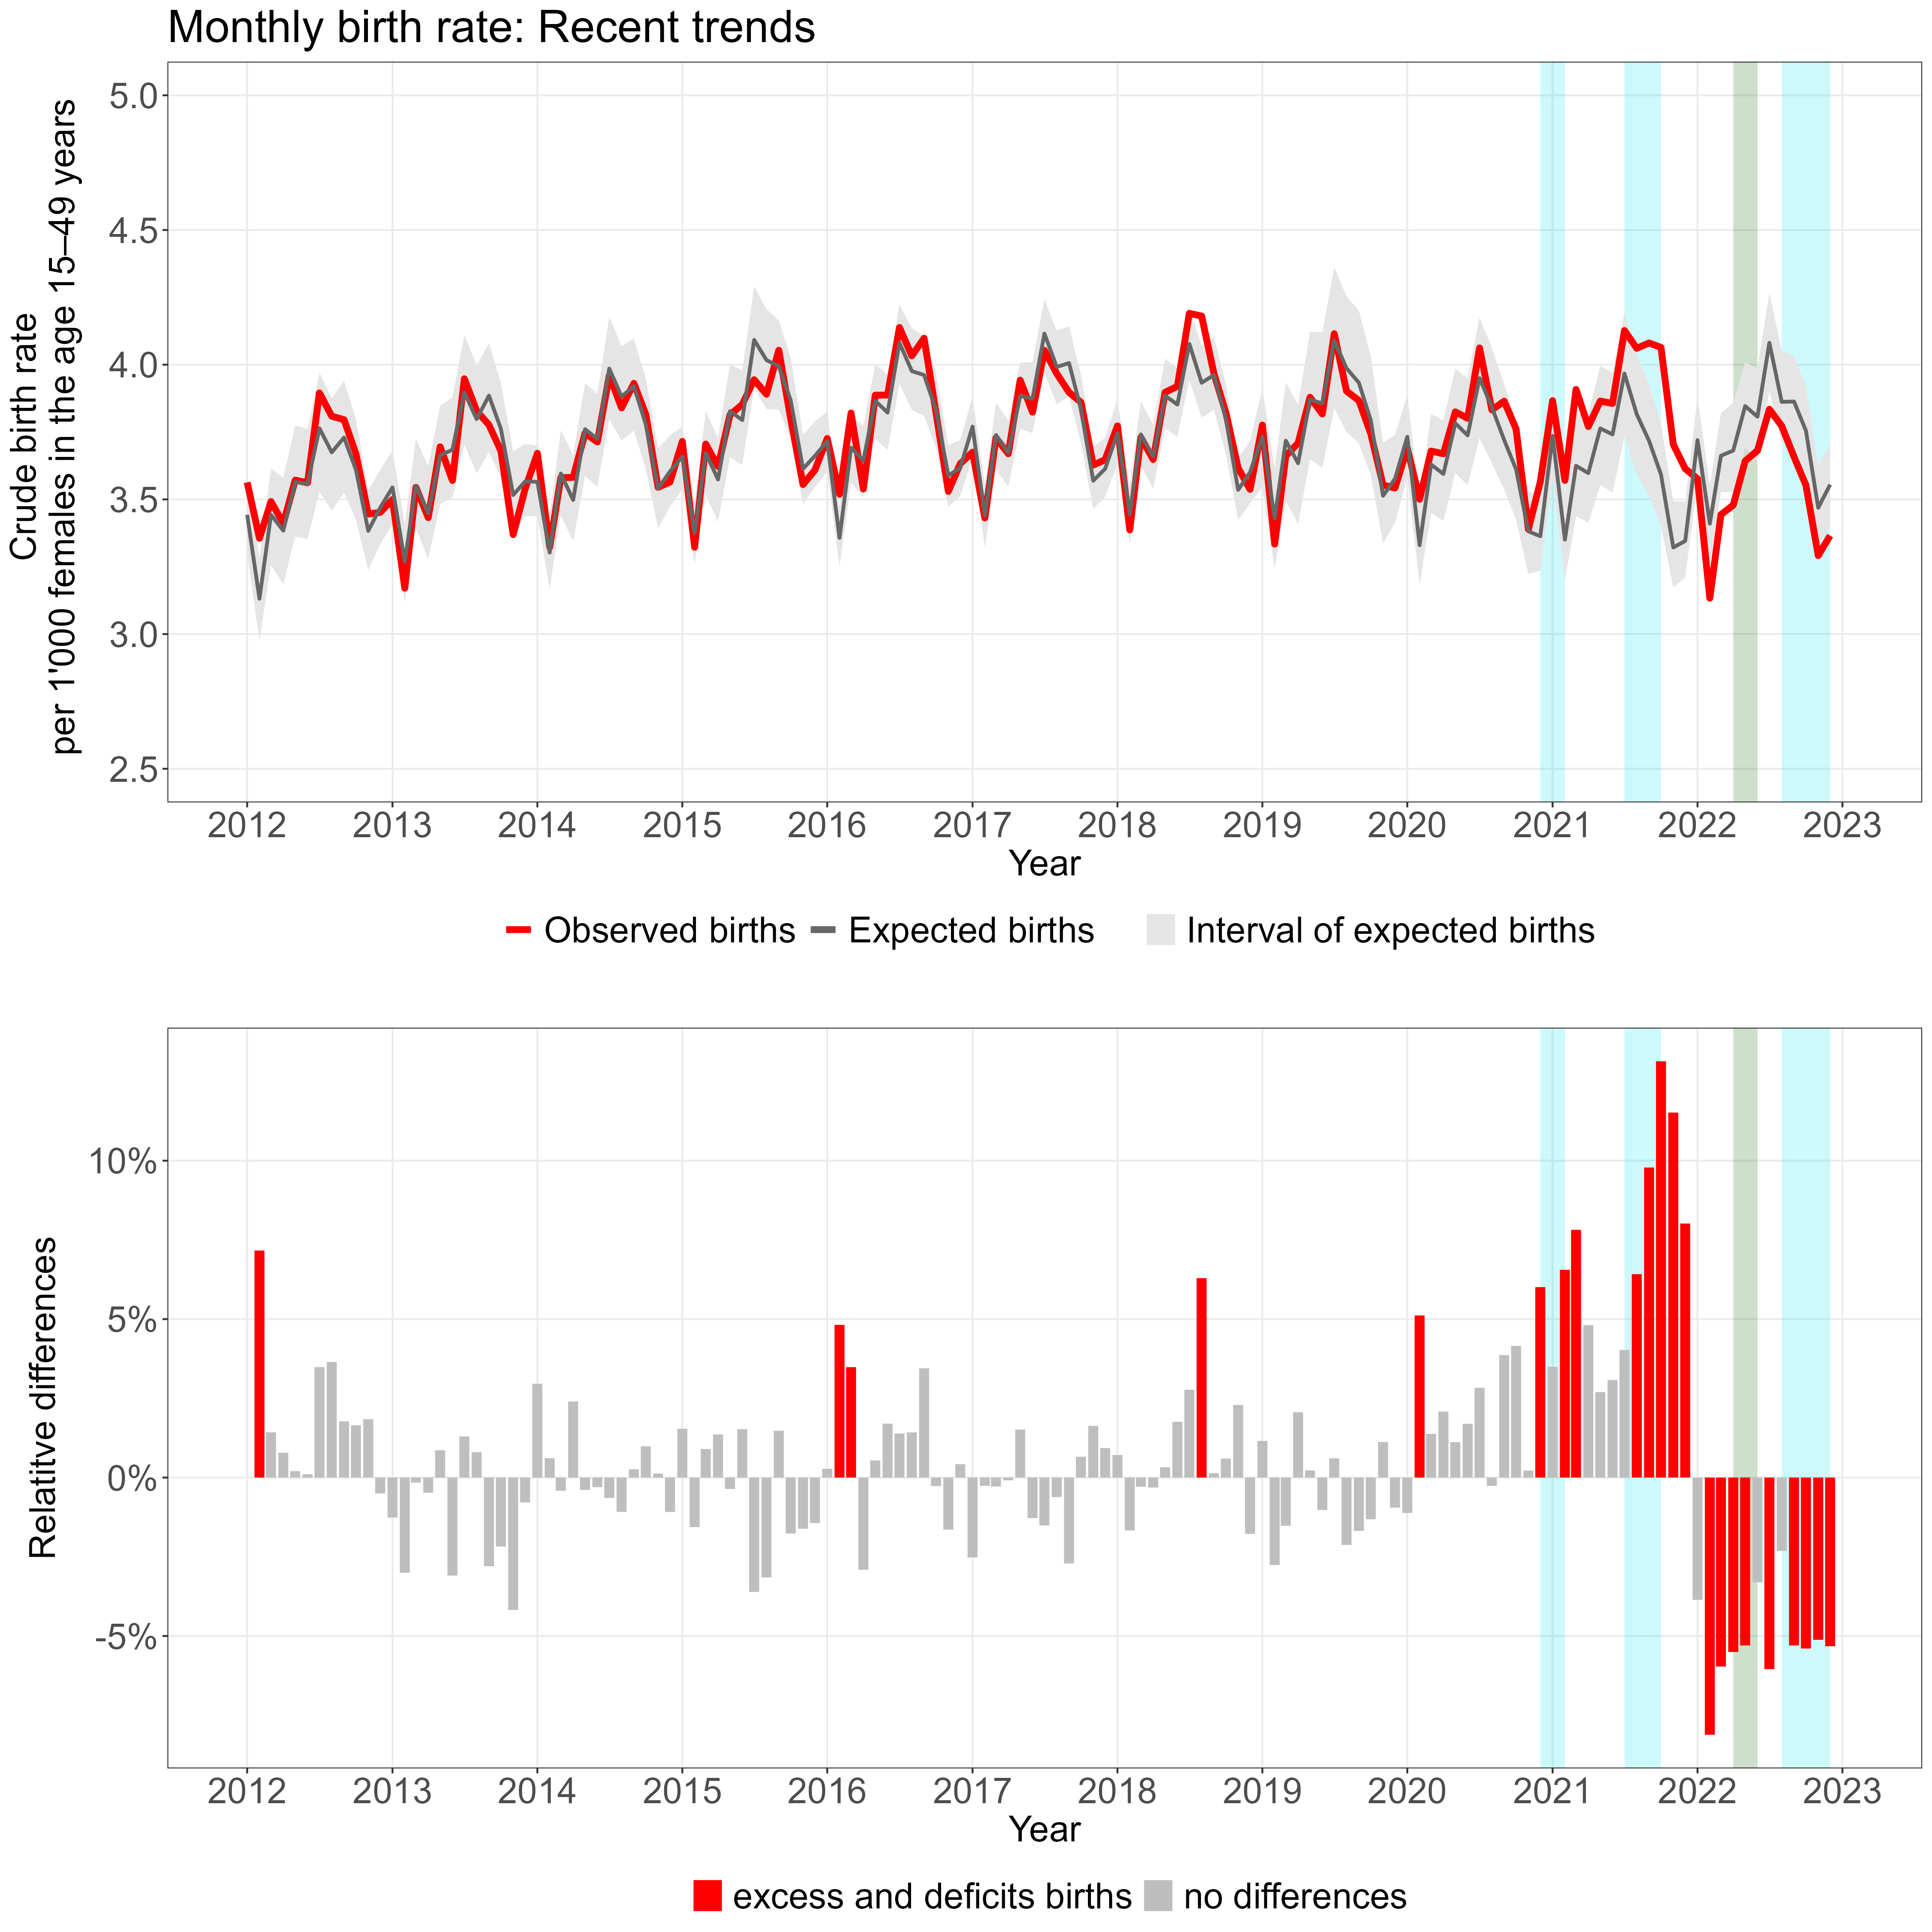 Monthly birth rate: Recent trends
Crude birth rate
per 1'000 females in the age 15–49 years
5.0
4.5
4.0
3.5
3.0
2.5
2012 2013 2014 2015 2016 2017 2018 2019 2020 2021 2022 2023
Year
Observed births Expected births Interval of expected births
Relatitve differences
10%
5%
0%
-5%
2012 2013 2014 2015 2016 2017 2018 2019 2020 2021 2022 2023
Year
excess and deficits births no differences